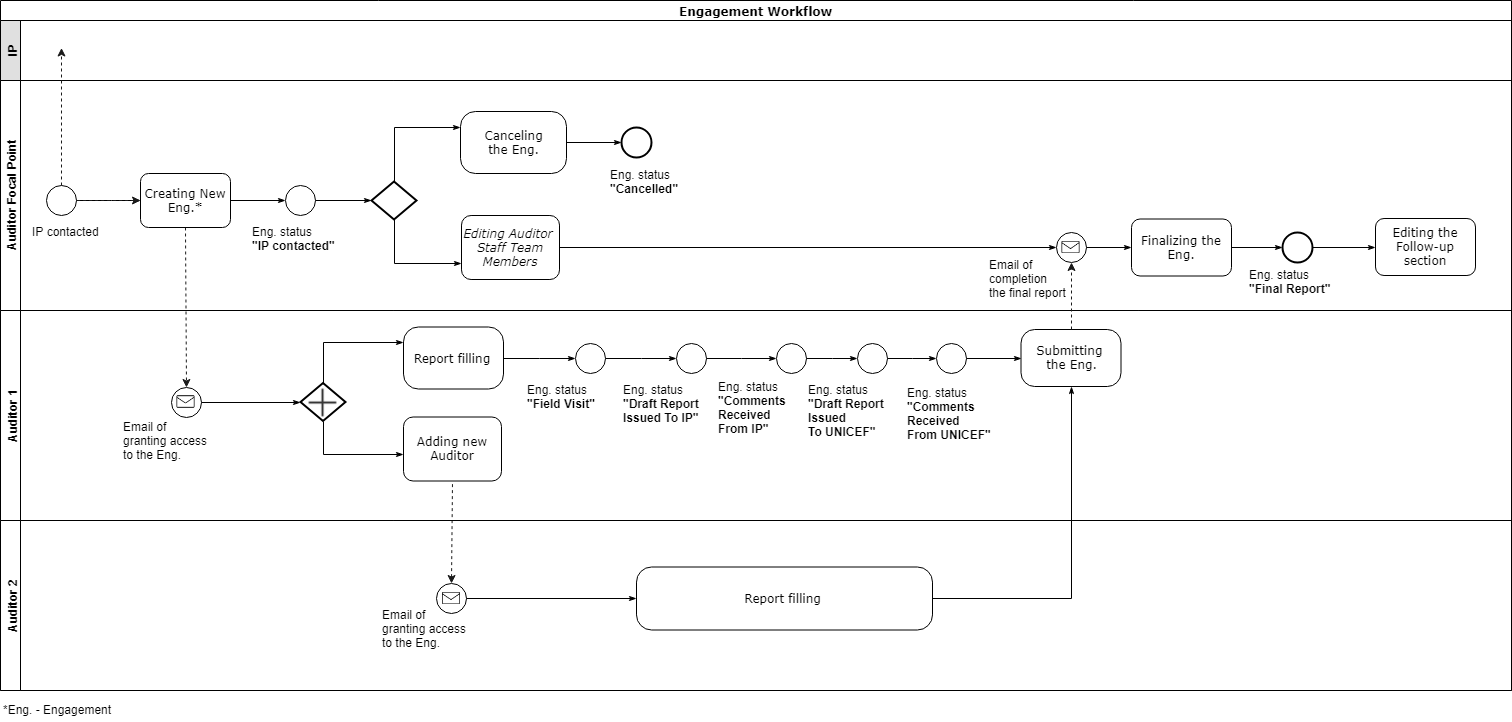 Engagement Workflow
IP
Auditor Focal Point
IP contacted
Creating New
Eng.*
Eng. status
"IP contacted"
Canceling
the Eng.
Eng. status
"Cancelled"
Editing Auditor
Staff Team
Members
Email of
completion
the final report
Finalizing the
Eng.
Eng. status
"Final Report"
Editing the
Follow-up
section
Auditor 1
Email of
granting access
to the Eng.
Report filling
Adding new
Auditor
Eng. status
"Field Visit"
Eng. status
"Draft Report
Issued To IP"
Eng. status
"Comments
Received
From IP"
Eng. status
"Draft Report
Issued
To UNICEF"
Eng. status
"Comments
Received
From UNICEF"
Submitting
the Eng.
Auditor 2
Email of
granting access
to the Eng.
Report filling
*Eng. - Engagement